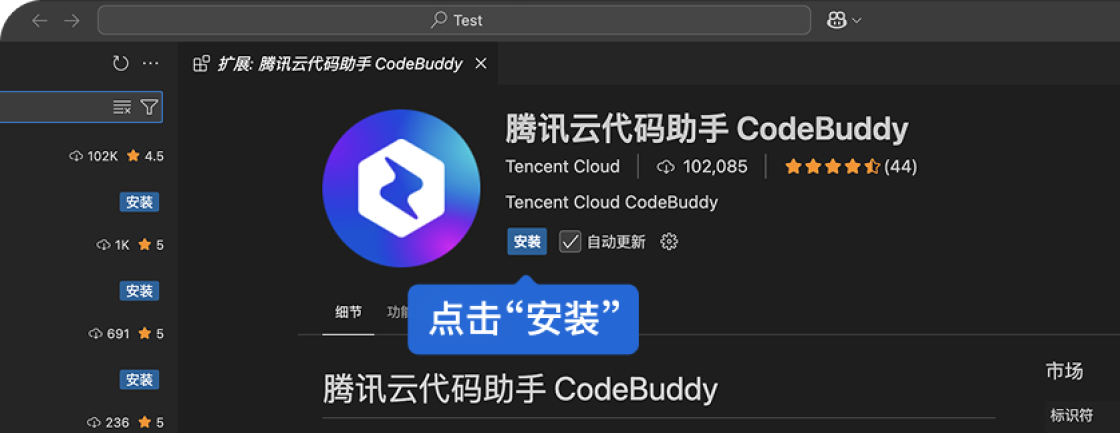 Test
扩展: 腾讯云代码助手 CodeBuddy
102K 4.5
安装
1K 5
安装
691 5
安装
236 5
腾讯云代码助手 CodeBuddy
Tencent Cloud 102,085 (44)
Tencent Cloud CodeBuddy
安装 自动更新
点击“安装”
细节 功能
腾讯云代码助手 CodeBuddy
市场
标识符